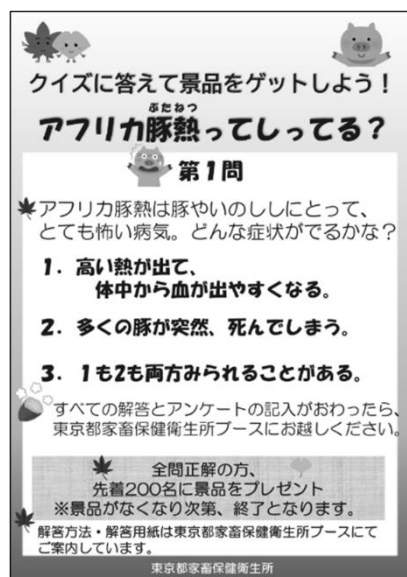 クイズに答えて景品をゲットしよう！
ぶたねつ
アフリカ豚熱ってしってる？
第1問
アフリカ豚熱は豚やいのししにとって、
とても怖い病気。どんな症状がでるかな？
1. 高い熱が出て、
体中から血が出やすくなる。
2. 多くの豚が突然、死んでしまう。
3. 1も2も両方みられることがある。
すべての解答とアンケートの記入がおわったら、
東京都家畜保健衛生所ブースにお越しください。
全問正解の方、
先着200名に景品をプレゼント
※景品がなくなり次第、終了となります。
解答方法・解答用紙は東京都家畜保健衛生所ブースにて
ご案内しています。
東京都家畜保健衛生所